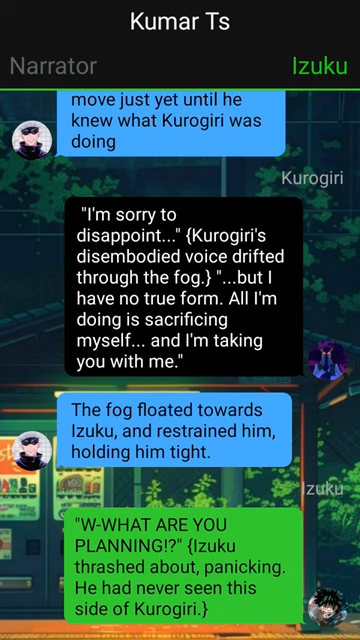 Kumar Ts
Narrator
Izuku
move just yet until he
knew what Kurogiri was
doing
Kurogiri
"I'm sorry to
disappoint..." {Kurogiri's
disembodied voice drifted
through the fog.} "...but I
have no true form. All I'm
doing is sacrificing
myself... and I'm taking
you with me."
The fog floated towards
Izuku, and restrained him,
holding him tight.
Izuku
"W-WHAT ARE YOU
PLANNING!?" {Izuku
thrashed about, panicking.
He had never seen this
side of Kurogiri.}